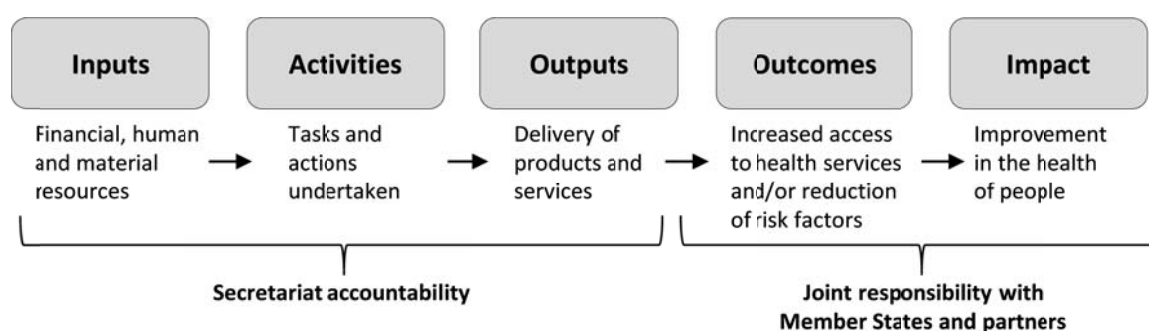 Inputs
Activities
Outputs
Outcomes
Impact
Financial, human
and material
resources
Tasks and
actions
undertaken
Delivery of
products and
services
Increased access
to health services
and/or reduction
of risk factors
Improvement
in the health
of people
Secretariat accountability
Joint responsibility with
Member States and partners